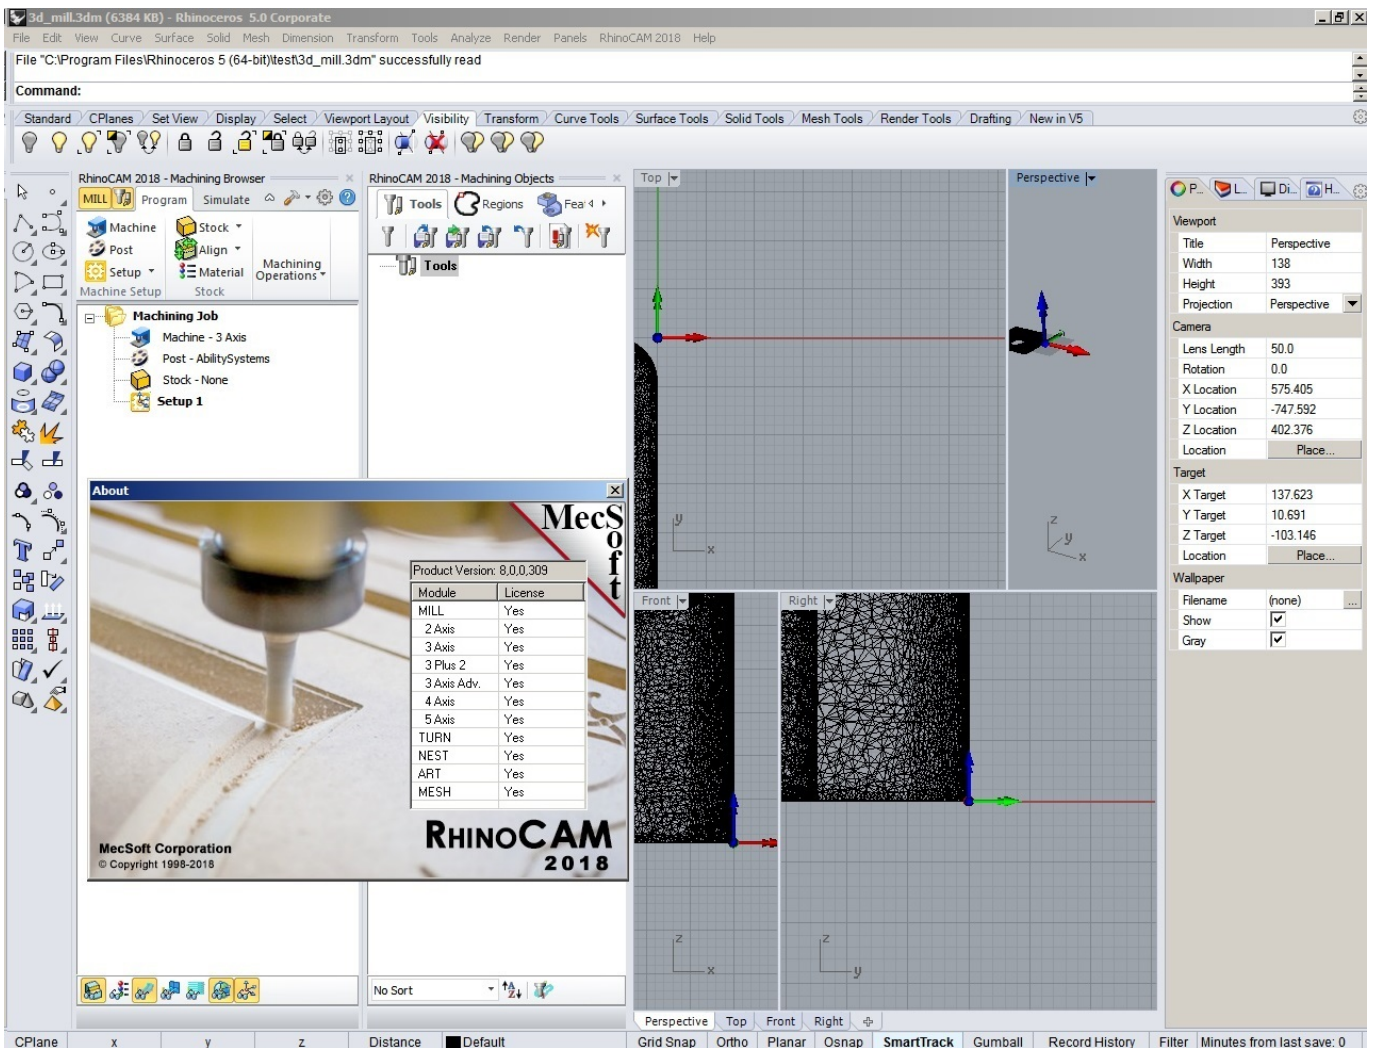 3d_mill.3dm (6384 KB) - Rhinoceros 5.0 Corporate
File Edit View Curve Surface Solid Mesh Dimension Transform Tools Analyze Render Panels RhinoCAM 2018 Help
File "C:\Program Files\Rhinoceros 5 (64-bit)\test\3d_mill.3dm" successfully read
Command:
Standard CPlanes Set View Display Select Viewport Layout Visibility Transform Curve Tools Surface Tools Solid Tools Mesh Tools Render Tools Drafting New in V5
RhinoCAM 2018 - Machining Browser
MILL Program Simulate
Machine Stock
Post Align
Setup Material
Machining Operations
Machine Setup Stock
Machining Job
Machine - 3 Axis
Post - AbilitySystems
Stock - None
Setup 1
RhinoCAM 2018 - Machining Objects
Tools Regions Feat
Tools
About
MecSoft
Product Version: 8,0,0,309
Module License
MILL Yes
2 Axis Yes
3 Axis Yes
3 Plus 2 Yes
3 Axis Adv. Yes
4 Axis Yes
5 Axis Yes
TURN Yes
NEST Yes
ART Yes
MESH Yes
RHINOCAM
2018
MecSoft Corporation
© Copyright 1998-2018
No Sort
Top
y
x
Perspective
z
y
x
Front
z
x
Right
z
y
Perspective Top Front Right
P... L... Di... H...
Viewport
Title Perspective
Width 138
Height 393
Projection Perspective
Camera
Lens Length 50.0
Rotation 0.0
X Location 575.405
Y Location -747.592
Z Location 402.376
Location Place...
Target
X Target 137.623
Y Target 10.691
Z Target -103.146
Location Place...
Wallpaper
Filename (none) ...
Show
Gray
CPlane x y z Distance Default Grid Snap Ortho Planar Osnap SmartTrack Gumball Record History Filter Minutes from last save: 0